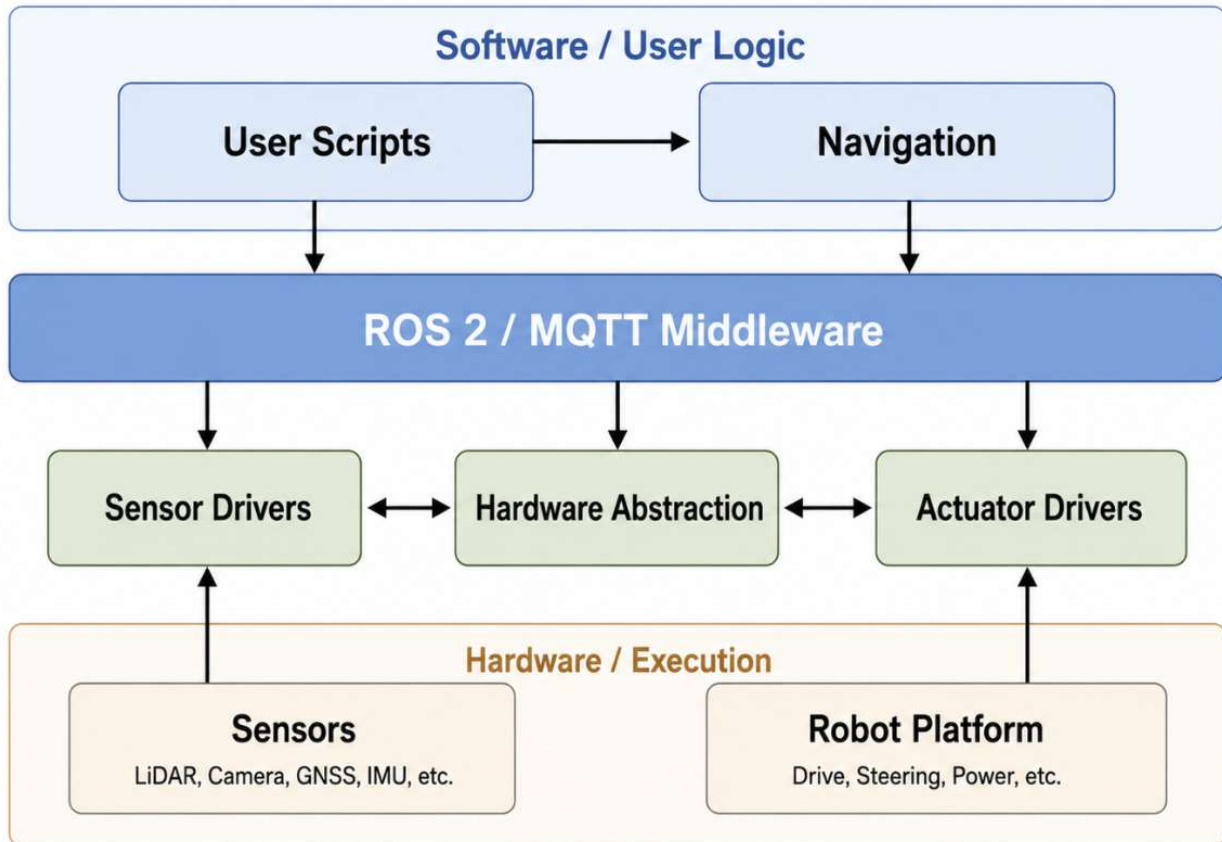 Software / User Logic
User Scripts
Navigation
ROS 2 / MQTT Middleware
Sensor Drivers
Hardware Abstraction
Actuator Drivers
Hardware / Execution
Sensors
LiDAR, Camera, GNSS, IMU, etc.
Robot Platform
Drive, Steering, Power, etc.